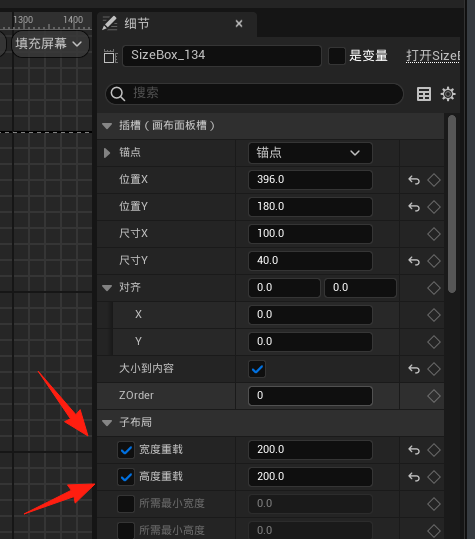 1300 1400
填充屏幕
细节 ×
SizeBox_134 是变量 打开SizeB
搜索
插槽（画布面板槽）
锚点 锚点
位置X 396.0
位置Y 180.0
尺寸X 100.0
尺寸Y 40.0
对齐 0.0 0.0
X 0.0
Y 0.0
大小到内容
ZOrder 0
子布局
宽度重载 200.0
高度重载 200.0
所需最小宽度 0.0
所需最小高度 0.0